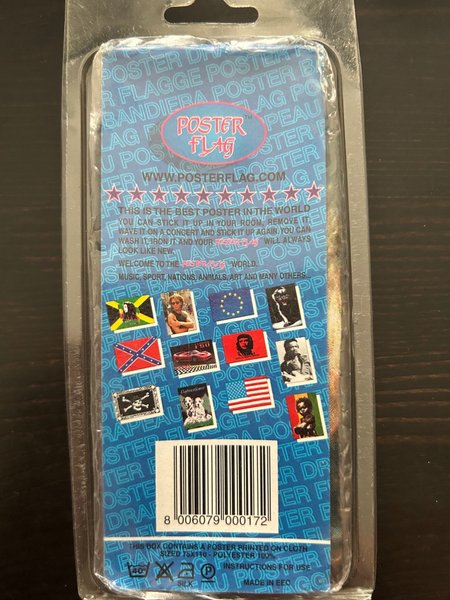 POSTER
FLAG
WWW.POSTERFLAG.COM
THIS IS THE BEST POSTER IN THE WORLD
YOU CAN STICK IT UP IN YOUR ROOM, REMOVE IT
WAVE IT ON A CONCERT AND STICK IT UP AGAIN. YOU CAN
WASH IT, IRON IT AND YOUR POSTER FLAG WILL ALWAYS
LOOK LIKE NEW.
WELCOME TO THE POSTER FLAG WORLD.
MUSIC, SPORT, NATIONS, ANIMALS, ART AND MANY OTHERS.
8 006079 000172
THIS BOX CONTAINS A POSTER PRINTED ON CLOTH
SIZED 75X110 - POLYESTER 100%
40° SILK P INSTRUCTIONS FOR USE
MADE IN EEC